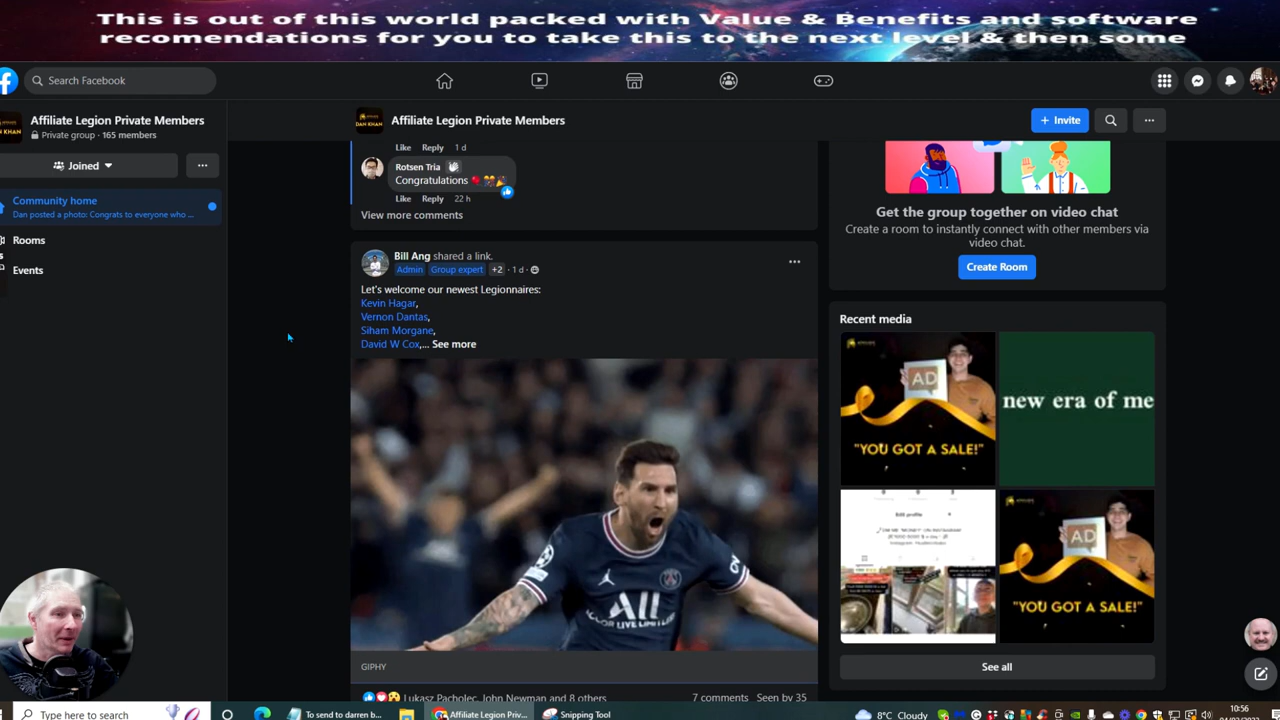 This is out of this world packed with Value & Benefits and software
recomendations for you to take this to the next level & then some
Search Facebook
Affiliate Legion Private Members
Private group · 165 members
Joined
Community home
Dan posted a photo: Congrats to everyone who ...
Rooms
Events
DAN KHAN
Affiliate Legion Private Members
+ Invite
Like Reply 1 d
Rotsen Tria
Congratulations
Like Reply 22 h
View more comments
Bill Ang shared a link.
Admin Group expert +2 · 1 d ·
Let's welcome our newest Legionnaires:
Kevin Hagar,
Vernon Dantas,
Siham Morgane,
David W Cox,... See more
GIPHY
Lukasz Pacholec, John Newman and 8 others
7 comments Seen by 35
Get the group together on video chat
Create a room to instantly connect with other members via
video chat.
Create Room
Recent media
AD
"YOU GOT A SALE!"
new era of me
Edit profile
AD
"YOU GOT A SALE!"
See all
Type here to search
To send to darren b...
Affiliate Legion Priv...
Snipping Tool
8°C Cloudy
10:56